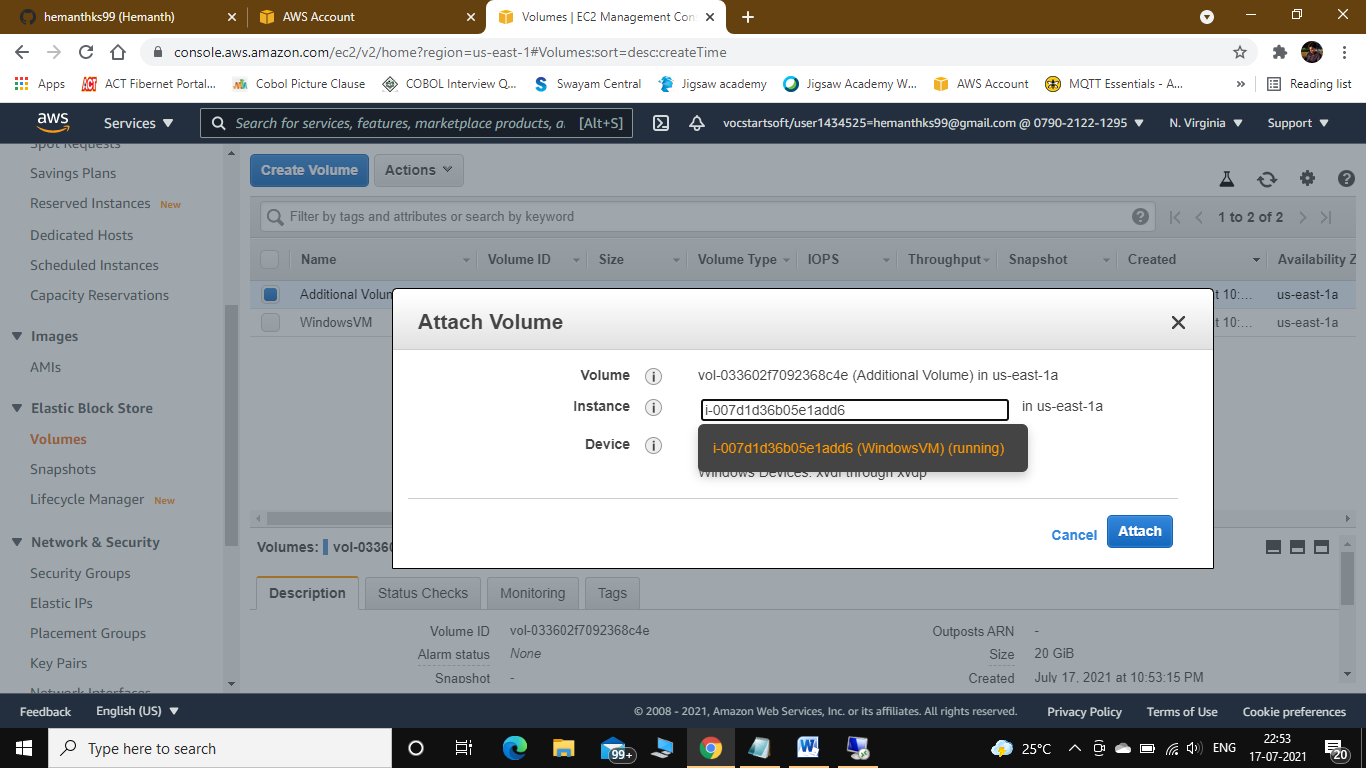 hemanthks99 (Hemanth)
AWS Account
Volumes | EC2 Management Con
console.aws.amazon.com/ec2/v2/home?region=us-east-1#Volumes:sort=desc:createTime
Apps
ACT Fibernet Portal...
Cobol Picture Clause
COBOL Interview Q...
Swayam Central
Jigsaw academy
Jigsaw Academy W...
AWS Account
MQTT Essentials - A...
»
Reading list
aws
Services
Search for services, features, marketplace products, a
[Alt+S]
vocstartsoft/user1434525=hemanthks99@gmail.com @ 0790-2122-1295
N. Virginia
Support
Spot Requests
Savings Plans
Reserved Instances New
Dedicated Hosts
Scheduled Instances
Capacity Reservations
Images
AMIs
Elastic Block Store
Volumes
Snapshots
Lifecycle Manager New
Network & Security
Security Groups
Elastic IPs
Placement Groups
Key Pairs
Network Interfaces
Create Volume
Actions
Filter by tags and attributes or search by keyword
1 to 2 of 2
Name
Volume ID
Size
Volume Type
IOPS
Throughput
Snapshot
Created
Availability Z
Additional Volum
t 10:...
us-east-1a
WindowsVM
t 10:...
us-east-1a
Attach Volume
Volume
vol-033602f7092368c4e (Additional Volume) in us-east-1a
Instance
i-007d1d36b05e1add6
in us-east-1a
Device
i-007d1d36b05e1add6 (WindowsVM) (running)
Windows Devices: xvdf through xvdp
Cancel
Attach
Volumes:
vol-0336
Description
Status Checks
Monitoring
Tags
Volume ID
vol-033602f7092368c4e
Outposts ARN
-
Alarm status
None
Size
20 GiB
Snapshot
-
Created
July 17, 2021 at 10:53:15 PM
Feedback
English (US)
© 2008 - 2021, Amazon Web Services, Inc. or its affiliates. All rights reserved.
Privacy Policy
Terms of Use
Cookie preferences
Type here to search
99+
25°C
ENG
22:53
17-07-2021
20